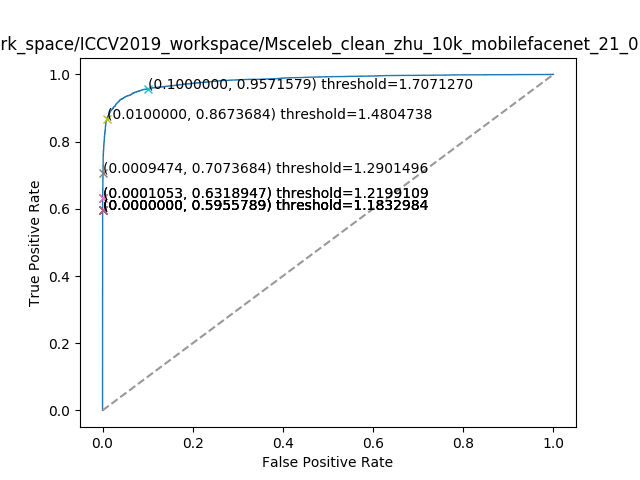 rk_space/ICCV2019_workspace/Msceleb_clean_zhu_10k_mobilefacenet_21_0
1.0
(0.1000000, 0.9571579) threshold=1.7071270
(0.0100000, 0.8673684) threshold=1.4804738
0.8
(0.0009474, 0.7073684) threshold=1.2901496
(0.0001053, 0.6318947) threshold=1.2199109
(0.0000000, 0.5955789) threshold=1.1832984
0.6
True Positive Rate
0.4
0.2
0.0
0.0 0.2 0.4 0.6 0.8 1.0
False Positive Rate